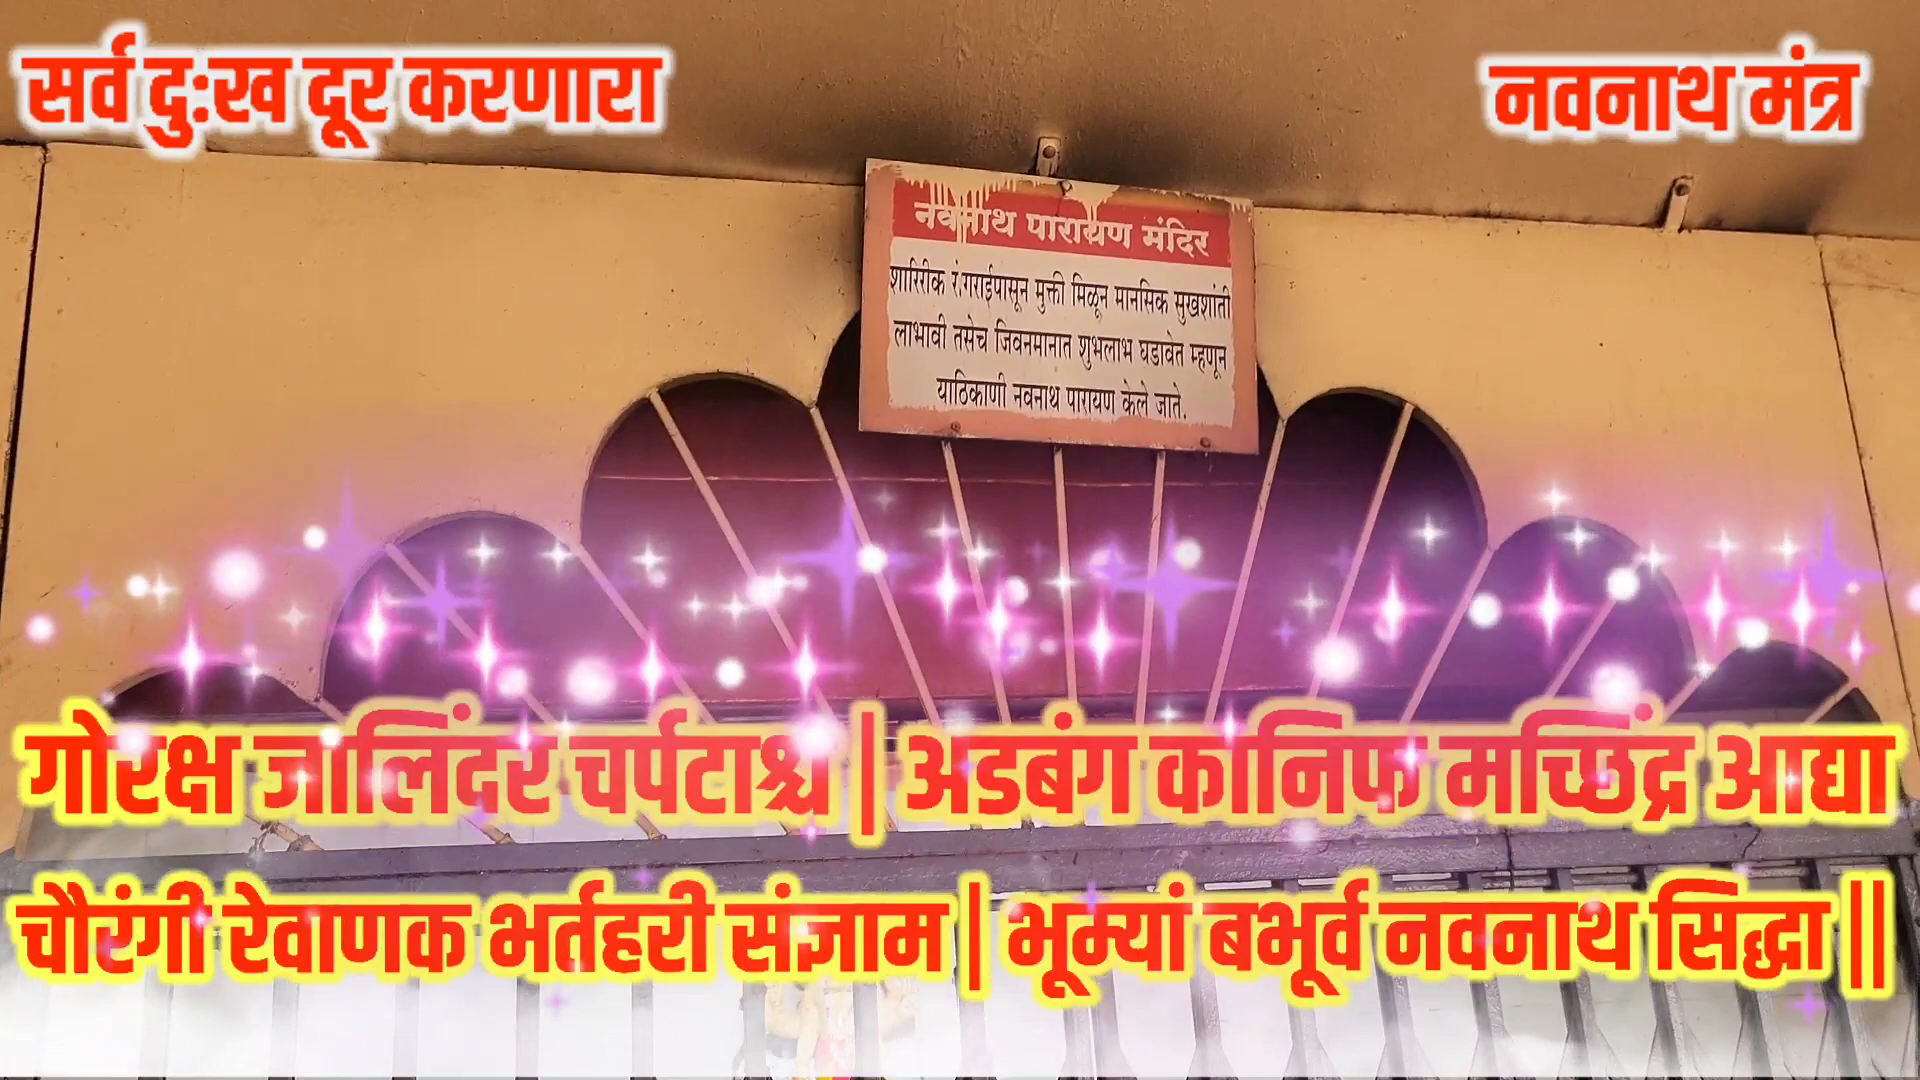 सर्व दु:ख दूर करणारा
नवनाथ मंत्र
नवनाथ पारायण मंदिर
शारिरीक रं.गराईपासून मुक्ती मिळून मानसिक सुखशांती
लाभावी तसेच जिवनमानात शुभलाभ घडावेत म्हणून
याठिकाणी नवनाथ पारायण केले जाते.
गोरक्ष जालिंदर चर्पटाश्च | अडबंग कानिफ मच्छिंद्र आद्या
चौरंगी रेवाणक भर्तहरी संज्ञाम | भूम्यां बभूर्व नवनाथ सिद्धा ||